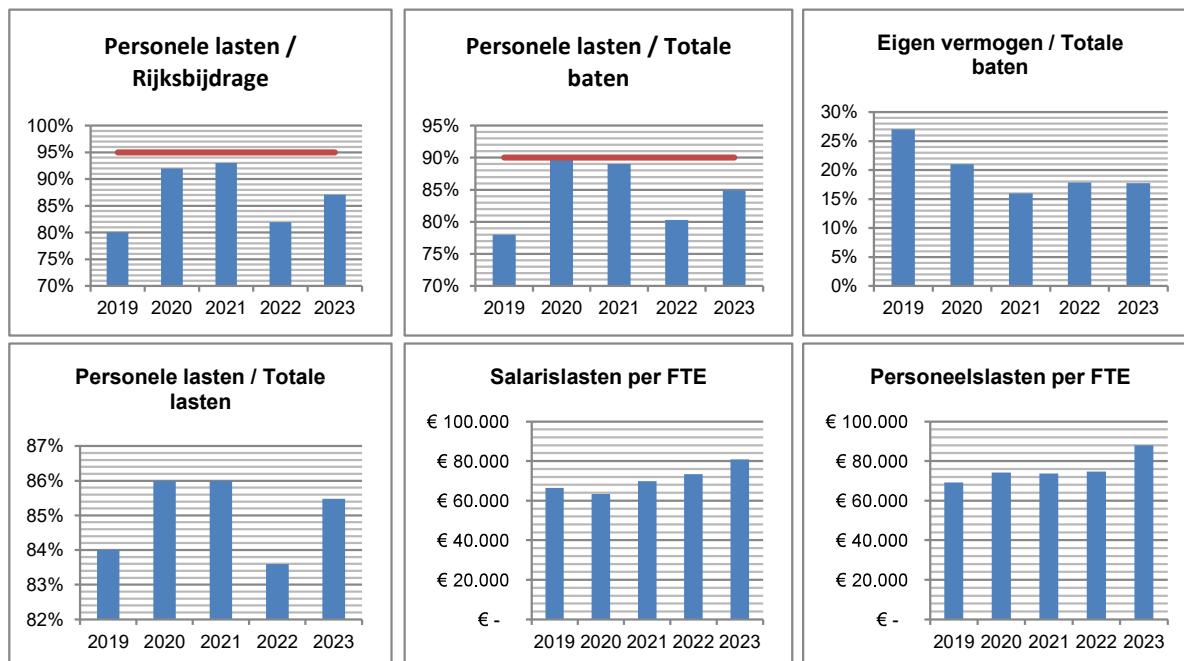 Personele lasten /
Rijksbijdrage
100%
95%
90%
85%
80%
75%
70%
2019 2020 2021 2022 2023
Personele lasten / Totale
baten
95%
90%
85%
80%
75%
70%
2019 2020 2021 2022 2023
Eigen vermogen / Totale
baten
30%
25%
20%
15%
10%
5%
0%
2019 2020 2021 2022 2023
Personele lasten / Totale
lasten
87%
86%
85%
84%
83%
82%
2019 2020 2021 2022 2023
Salarislasten per FTE
€ 100.000
€ 80.000
€ 60.000
€ 40.000
€ 20.000
€ -
2019 2020 2021 2022 2023
Personeelslasten per FTE
€ 100.000
€ 80.000
€ 60.000
€ 40.000
€ 20.000
€ -
2019 2020 2021 2022 2023